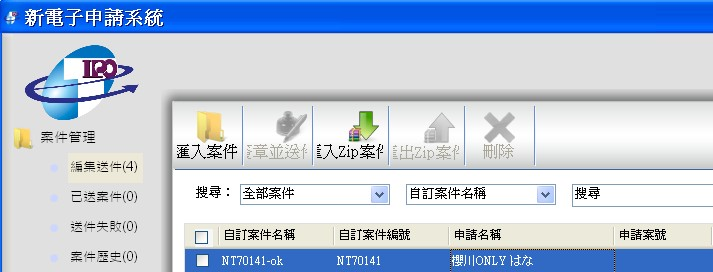 新電子申請系統
TIPO
案件管理
編集送件(4)
已送案件(0)
送件失敗(0)
案件歷史(0)
匯入案件 簽章並送件 匯入Zip案件 匯出Zip案件 刪除
搜尋： 全部案件 自訂案件名稱 搜尋
自訂案件名稱 自訂案件編號 申請名稱 申請案號
NT70141-ok NT70141 櫻川ONLY はな